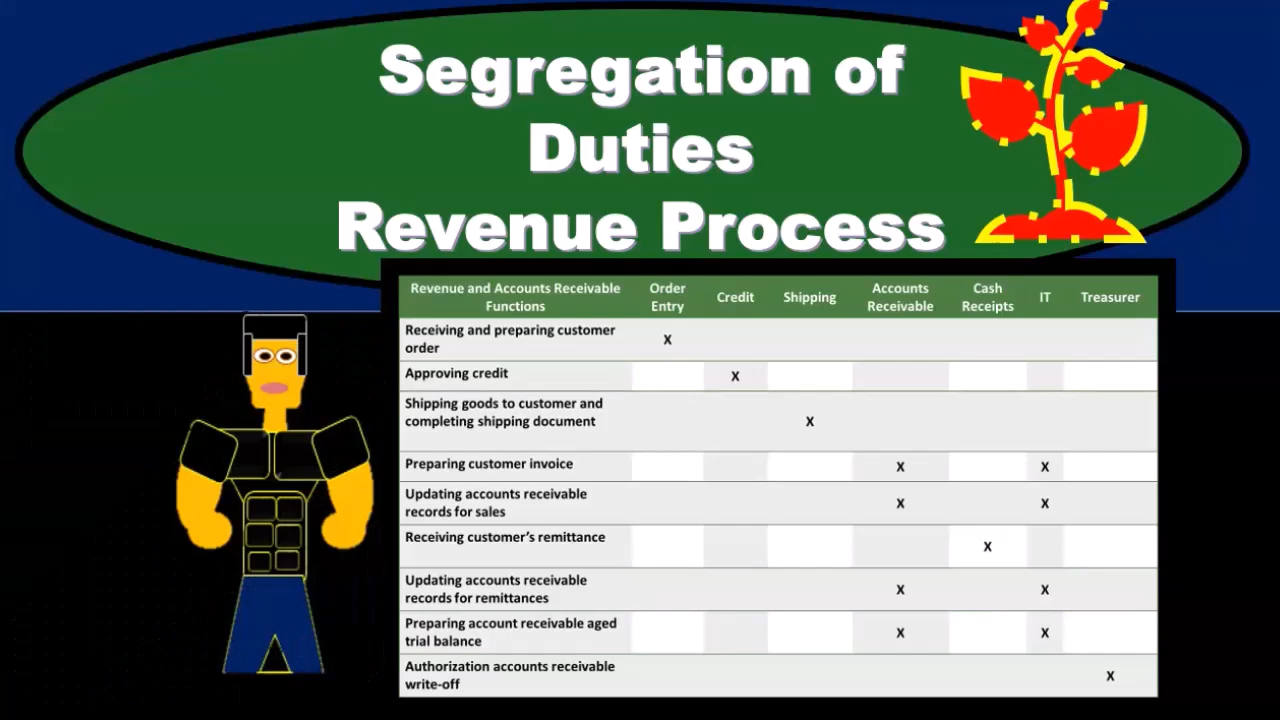 Segregation of
Duties
Revenue Process
Revenue and Accounts Receivable
Functions
Order
Entry
Credit
Shipping
Accounts
Receivable
Cash
Receipts
IT
Treasurer
Receiving and preparing customer
order
X
Approving credit
X
Shipping goods to customer and
completing shipping document
X
Preparing customer invoice
X X
Updating accounts receivable
records for sales
X X
Receiving customer’s remittance
X
Updating accounts receivable
records for remittances
X X
Preparing account receivable aged
trial balance
X X
Authorization accounts receivable
write-off
X